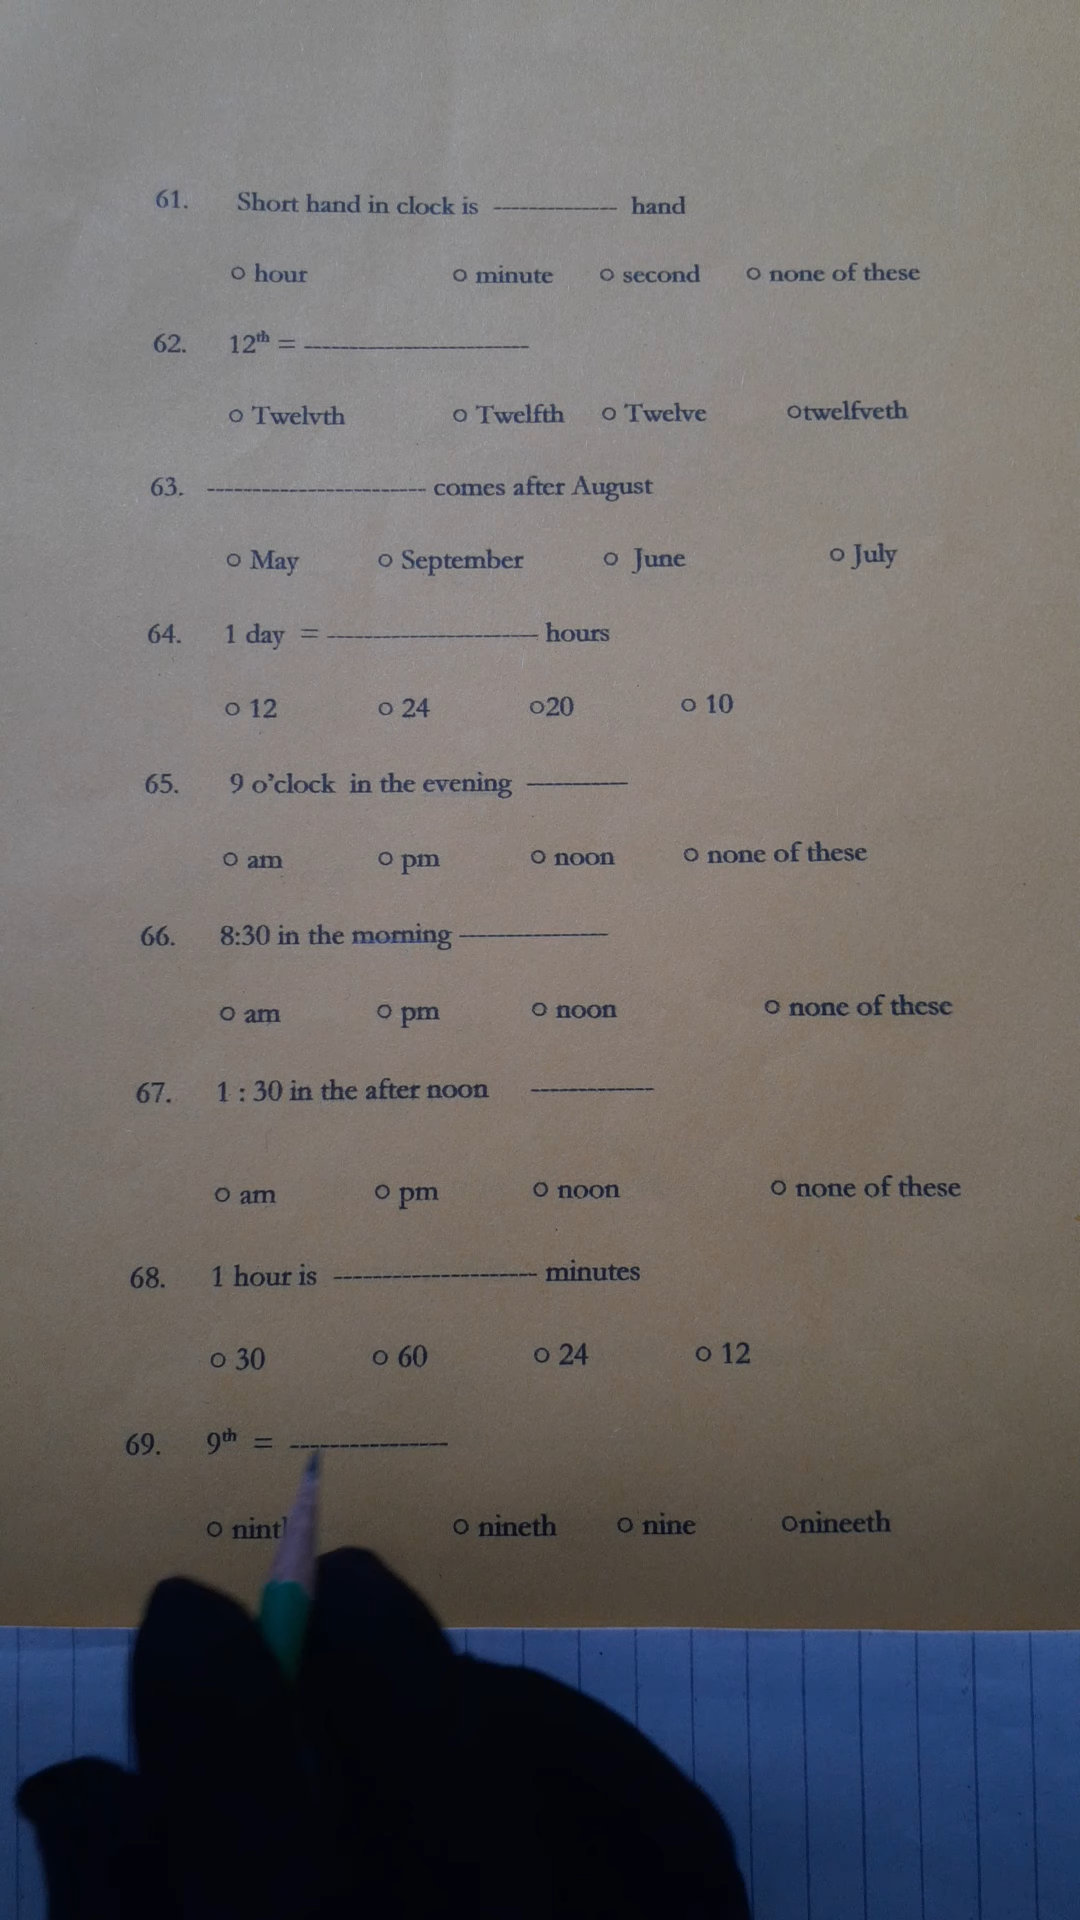 61. Short hand in clock is ------------- hand
o hour o minute o second o none of these
62. 12th = ------------------------
o Twelvth o Twelfth o Twelve otwelfveth
63. ------------------------ comes after August
o May o September o June o July
64. 1 day = ----------------------- hours
o 12 o 24 o20 o 10
65. 9 o'clock in the evening -----------
o am o pm o noon o none of these
66. 8:30 in the morning ----------------
o am o pm o noon o none of these
67. 1 : 30 in the after noon -------------
o am o pm o noon o none of these
68. 1 hour is ---------------------- minutes
o 30 o 60 o 24 o 12
69. 9th = -----------------
o o nineth o nine onineeth